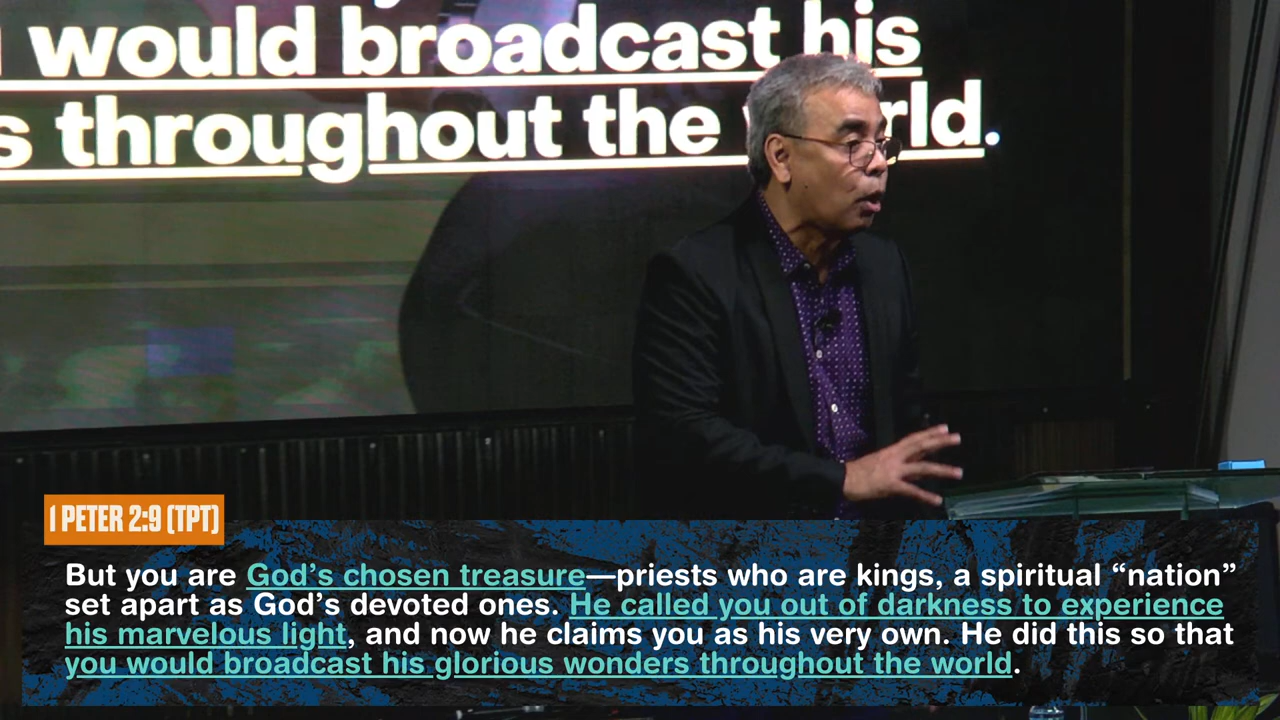 would broadcast his
s throughout the world.
1 PETER 2:9 (TPT)
But you are God's chosen treasure—priests who are kings, a spiritual “nation”
set apart as God's devoted ones. He called you out of darkness to experience
his marvelous light, and now he claims you as his very own. He did this so that
you would broadcast his glorious wonders throughout the world.